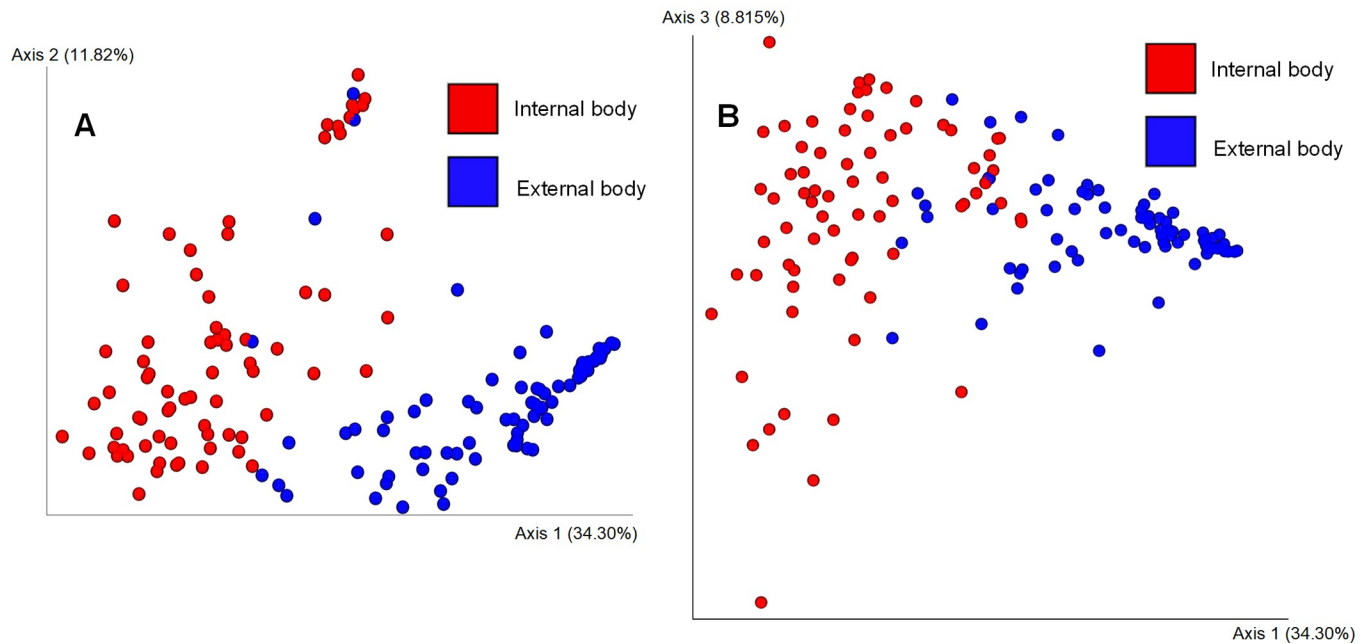 Axis 2 (11.82%)
A
Internal body
External body
Axis 1 (34.30%)
Axis 3 (8.815%)
B
Internal body
External body
Axis 1 (34.30%)